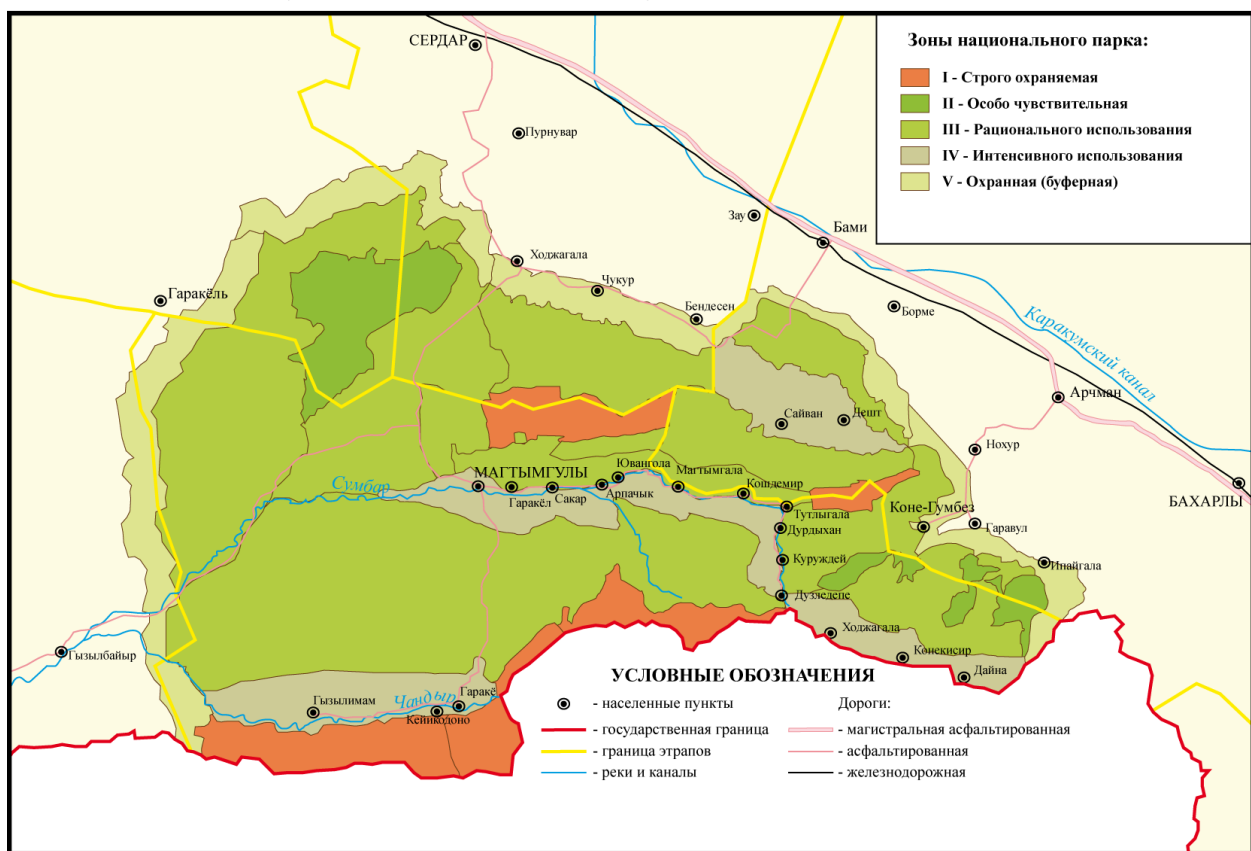 СЕРДАР
Зоны национального парка:
I - Строго охраняемая
II - Особо чувствительная
III - Рационального использования
IV - Интенсивного использования
V - Охранная (буферная)
Пурнувар
Зау
Бами
Ходжагала
Чукур
Гаракёль
Бендесен
Борме
Каракумский канал
Арчман
Сайван
Дешт
Нохур
Ювангола
МАГТЫМГУЛЫ
Магтымгала
Сумбар
Кошдемир
БАХАРЛЫ
Гаракёл
Сакар
Арпачык
Тутлыгала
Коне-Гумбез
Дурдыхан
Гаравул
Куруждей
Инайгала
Дузледепе
Ходжагала
Гызылбайыр
Конекисир
Дайна
Чандыр
Гаракё
Гызылимам
Кейикодоно
УСЛОВНЫЕ ОБОЗНАЧЕНИЯ
- населенные пункты
Дороги:
- государственная граница
- магистральная асфальтированная
- граница этрапов
- асфальтированная
- реки и каналы
- железнодорожная